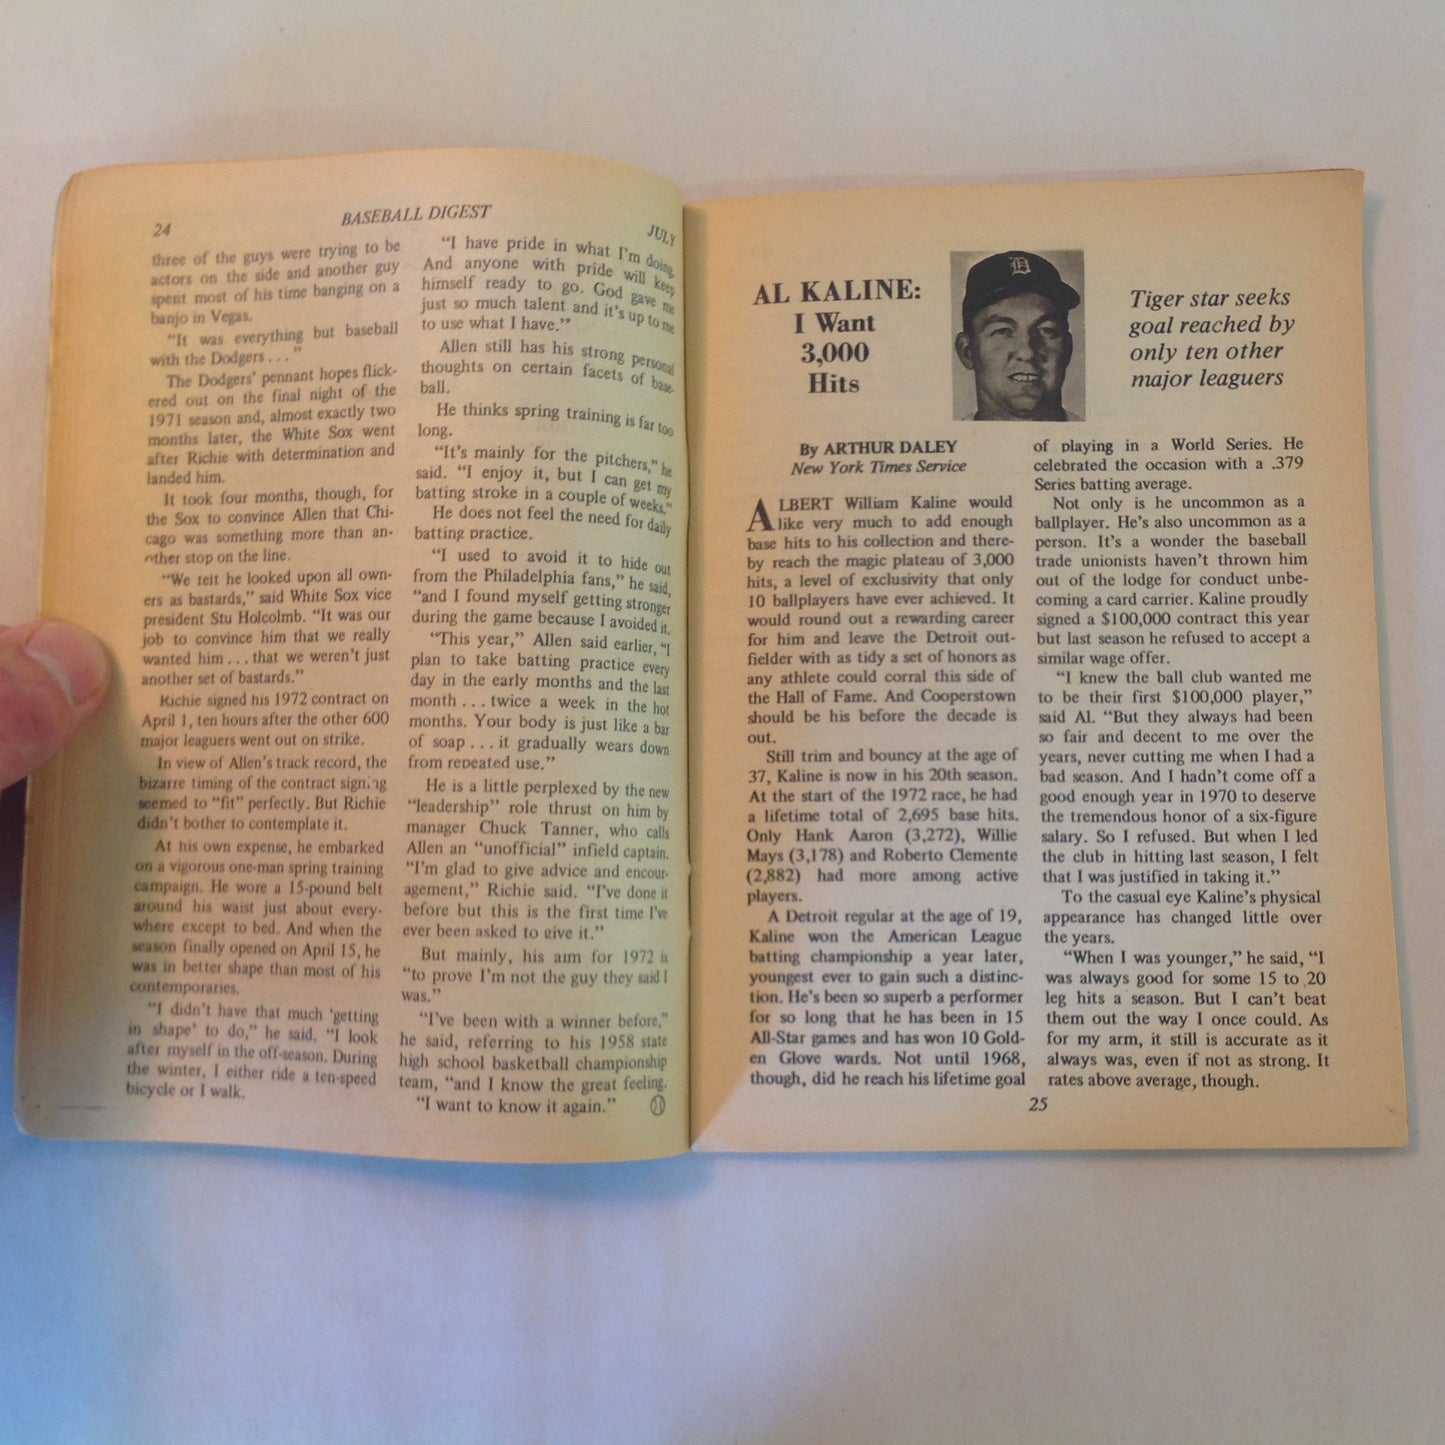 24
BASEBALL DIGEST
JULY
three of the guys were trying to be
actors on the side and another guy
spent most of his time banging on a
banjo in Vegas.
"It was everything but baseball
with the Dodgers . . . "
The Dodgers' pennant hopes flick-
ered out on the final night of the
1971 season and, almost exactly two
months later, the White Sox went
after Richie with determination and
landed him.
It took four months, though, for
the Sox to convince Allen that Chi-
cago was something more than an-
other stop on the line.
"We felt he looked upon all own-
ers as bastards," said White Sox vice
president Stu Holcolmb. "It was our
job to convince him that we really
wanted him . . . that we weren't just
another set of bastards."
Richie signed his 1972 contract on
April 1, ten hours after the other 600
major leaguers went out on strike.
In view of Allen's track record, the
bizarre timing of the contract signing
seemed to "fit" perfectly. But Richie
didn't bother to contemplate it.
At his own expense, he embarked
on a vigorous one-man spring training
campaign. He wore a 15-pound belt
around his waist just about every-
where except to bed. And when the
season finally opened on April 15, he
was in better shape than most of his
contemporaries.
"I didn't have that much 'getting
in shape' to do," he said. "I look
after myself in the off-season. During
the winter, I either ride a ten-speed
bicycle or I walk.
"I have pride in what I'm doing.
And anyone with pride will keep
himself ready to go. God gave me
just so much talent and it's up to me
to use what I have."
Allen still has his strong personal
thoughts on certain facets of base-
ball.
He thinks spring training is far too
long.
"It's mainly for the pitchers," he
said. "I enjoy it, but I can get my
batting stroke in a couple of weeks."
He does not feel the need for daily
batting practice.
"I used to avoid it to hide out
from the Philadelphia fans," he said,
"and I found myself getting stronger
during the game because I avoided it.
"This year," Allen said earlier, "I
plan to take batting practice every
day in the early months and the last
month . . . twice a week in the hot
months. Your body is just like a bar
of soap . . . it gradually wears down
from repeated use."
He is a little perplexed by the new
"leadership" role thrust on him by
manager Chuck Tanner, who calls
Allen an "unofficial" infield captain.
"I'm glad to give advice and encour-
agement," Richie said. "I've done it
before but this is the first time I've
ever been asked to give it."
But mainly, his aim for 1972 is
"to prove I'm not the guy they said I
was."
"I've been with a winner before,"
he said, referring to his 1958 state
high school basketball championship
team, "and I know the great feeling.
"I want to know it again."
AL KALINE:
I Want
3,000
Hits
Tiger star seeks
goal reached by
only ten other
major leaguers
By ARTHUR DALEY
New York Times Service
ALBERT William Kaline would
like very much to add enough
base hits to his collection and there-
by reach the magic plateau of 3,000
hits, a level of exclusivity that only
10 ballplayers have ever achieved. It
would round out a rewarding career
for him and leave the Detroit out-
fielder with as tidy a set of honors as
any athlete could corral this side of
the Hall of Fame. And Cooperstown
should be his before the decade is
out.
Still trim and bouncy at the age of
37, Kaline is now in his 20th season.
At the start of the 1972 race, he had
a lifetime total of 2,695 base hits.
Only Hank Aaron (3,272), Willie
Mays (3,178) and Roberto Clemente
(2,882) had more among active
players.
A Detroit regular at the age of 19,
Kaline won the American League
batting championship a year later,
youngest ever to gain such a distinc-
tion. He's been so superb a performer
for so long that he has been in 15
All-Star games and has won 10 Gold-
en Glove wards. Not until 1968,
though, did he reach his lifetime goal
of playing in a World Series. He
celebrated the occasion with a .379
Series batting average.
Not only is he uncommon as a
ballplayer. He's also uncommon as a
person. It's a wonder the baseball
trade unionists haven't thrown him
out of the lodge for conduct unbe-
coming a card carrier. Kaline proudly
signed a $100,000 contract this year
but last season he refused to accept a
similar wage offer.
"I knew the ball club wanted me
to be their first $100,000 player,"
said Al. "But they always had been
so fair and decent to me over the
years, never cutting me when I had a
bad season. And I hadn't come off a
good enough year in 1970 to deserve
the tremendous honor of a six-figure
salary. So I refused. But when I led
the club in hitting last season, I felt
that I was justified in taking it."
To the casual eye Kaline's physical
appearance has changed little over
the years.
"When I was younger," he said, "I
was always good for some 15 to 20
leg hits a season. But I can't beat
them out the way I once could. As
for my arm, it still is accurate as it
always was, even if not as strong. It
rates above average, though.
25